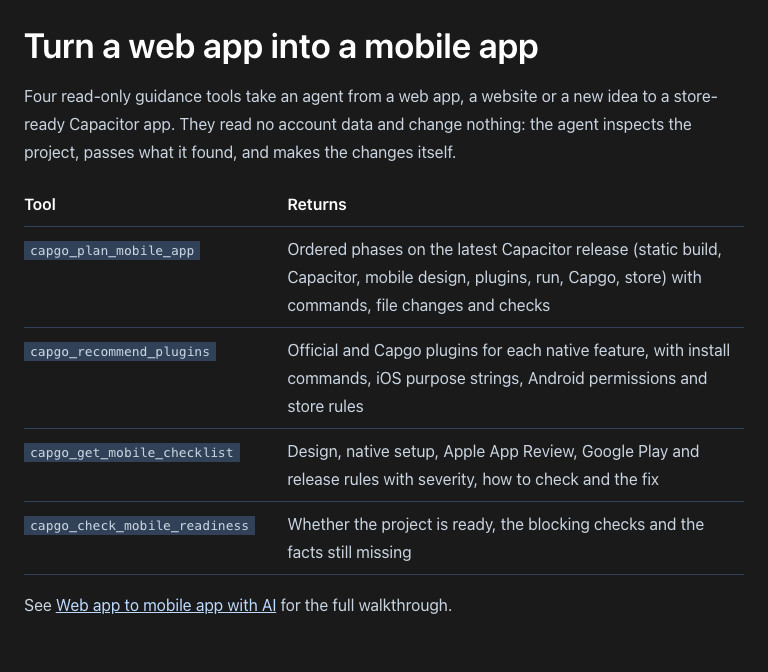 Turn a web app into a mobile app
Four read-only guidance tools take an agent from a web app, a website or a new idea to a store-
ready Capacitor app. They read no account data and change nothing: the agent inspects the
project, passes what it found, and makes the changes itself.
Tool Returns
capgo_plan_mobile_app Ordered phases on the latest Capacitor release (static build,
Capacitor, mobile design, plugins, run, Capgo, store) with
commands, file changes and checks
capgo_recommend_plugins Official and Capgo plugins for each native feature, with install
commands, iOS purpose strings, Android permissions and
store rules
capgo_get_mobile_checklist Design, native setup, Apple App Review, Google Play and
release rules with severity, how to check and the fix
capgo_check_mobile_readiness Whether the project is ready, the blocking checks and the
facts still missing
See Web app to mobile app with AI for the full walkthrough.